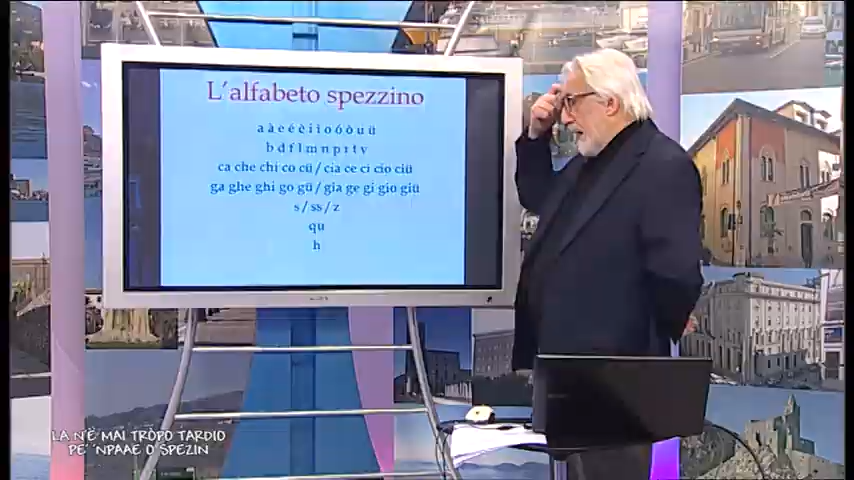 L'alfabeto spezzino
a à e é è i ì o ó ò u ü
b d f l m n p r t v
ca che chi co cü / cia ce ci cio ciü
ga ghe ghi go gü / gia ge gi gio giü
s/ss/z
qu
h
LA N'È MAI TRÒPO TARDIO
PE' 'NPAAE O SPEZIN